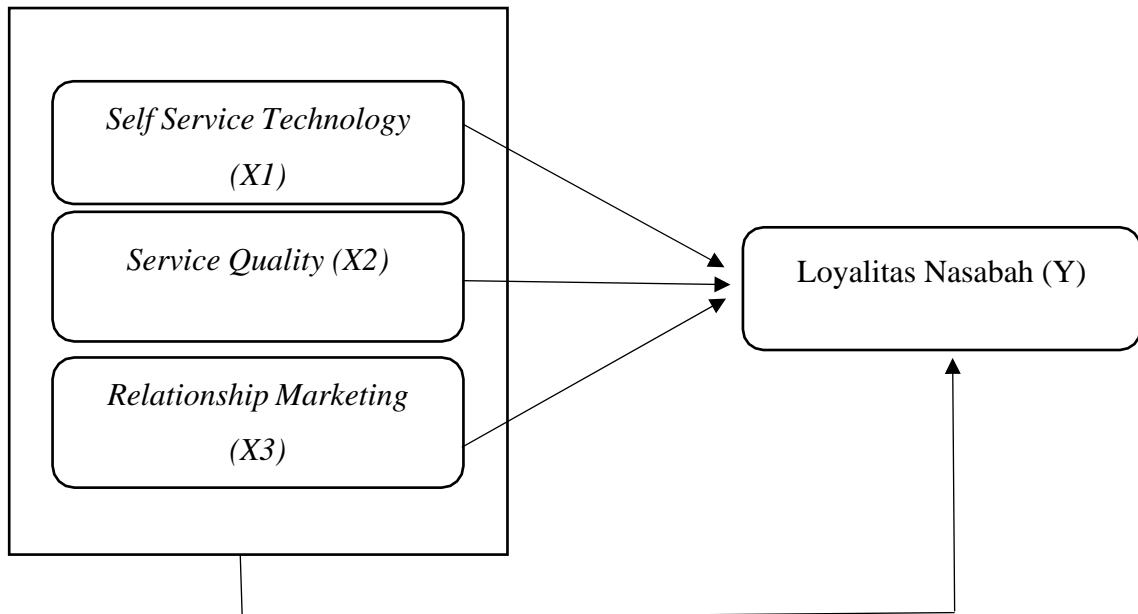 Self Service Technology
(X1)
Service Quality (X2)
Relationship Marketing
(X3)
Loyalitas Nasabah (Y)